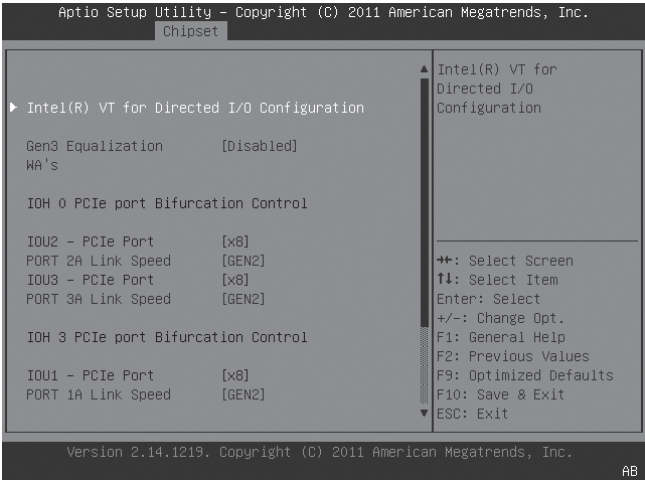 Aptio Setup Utility – Copyright (C) 2011 American Megatrends, Inc.
Chipset
Intel(R) VT for Directed I/O Configuration
Gen3 Equalization [Disabled]
WA's
IOH 0 PCIe port Bifurcation Control
IOU2 – PCIe Port [x8]
PORT 2A Link Speed [GEN2]
IOU3 – PCIe Port [x8]
PORT 3A Link Speed [GEN2]
IOH 3 PCIe port Bifurcation Control
IOU1 – PCIe Port [x8]
PORT 1A Link Speed [GEN2]
Intel(R) VT for
Directed I/O
Configuration
→←: Select Screen
↑↓: Select Item
Enter: Select
+/-: Change Opt.
F1: General Help
F2: Previous Values
F9: Optimized Defaults
F10: Save & Exit
ESC: Exit
Version 2.14.1219. Copyright (C) 2011 American Megatrends, Inc.
AB